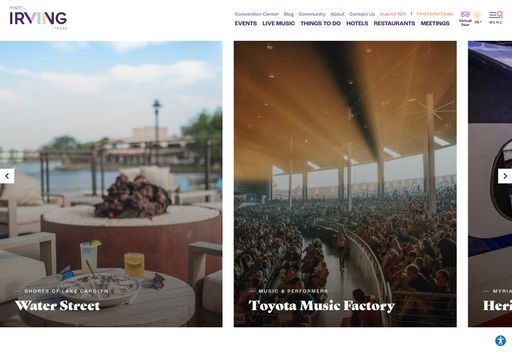 VISIT
IRVING
TEXAS
Convention Center Blog Community About Contact Us Submit RFP Find Hotel Deals
EVENTS LIVE MUSIC THINGS TO DO HOTELS RESTAURANTS MEETINGS
Virtual Tour
MENU
SHORES OF LAKE CAROLYN
Water Street
MUSIC & PERFORMERS
Toyota Music Factory
MYRIA
Heri